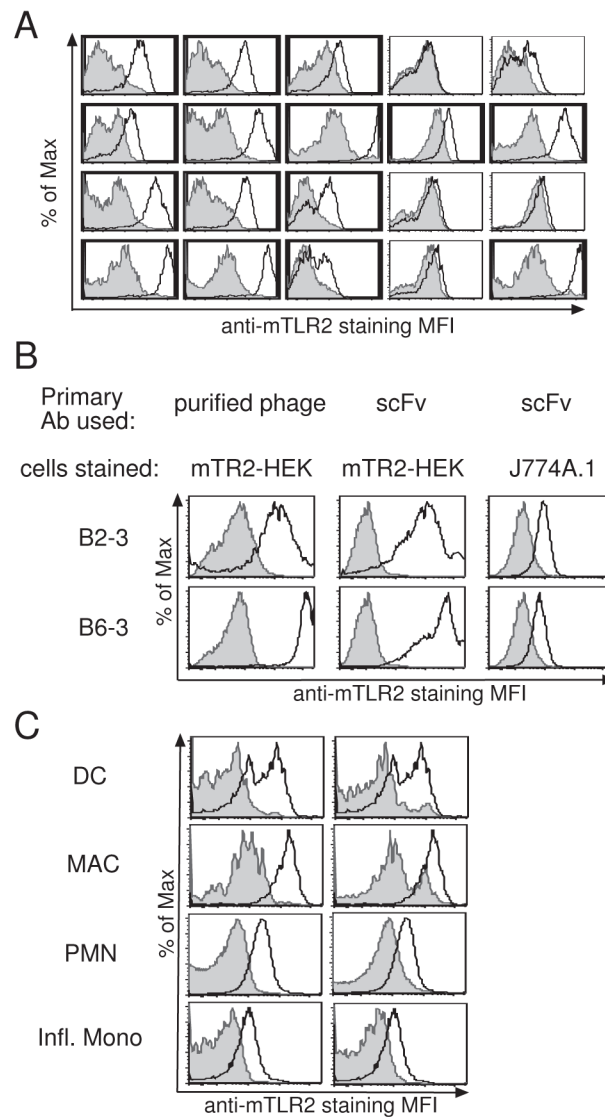 A
% of Max
anti-mTLR2 staining MFI
B
Primary
Ab used:
purified phage
scFv
scFv
cells stained:
mTR2-HEK
mTR2-HEK
J774A.1
B2-3
B6-3
% of Max
anti-mTLR2 staining MFI
C
DC
MAC
PMN
Infl. Mono
% of Max
anti-mTLR2 staining MFI